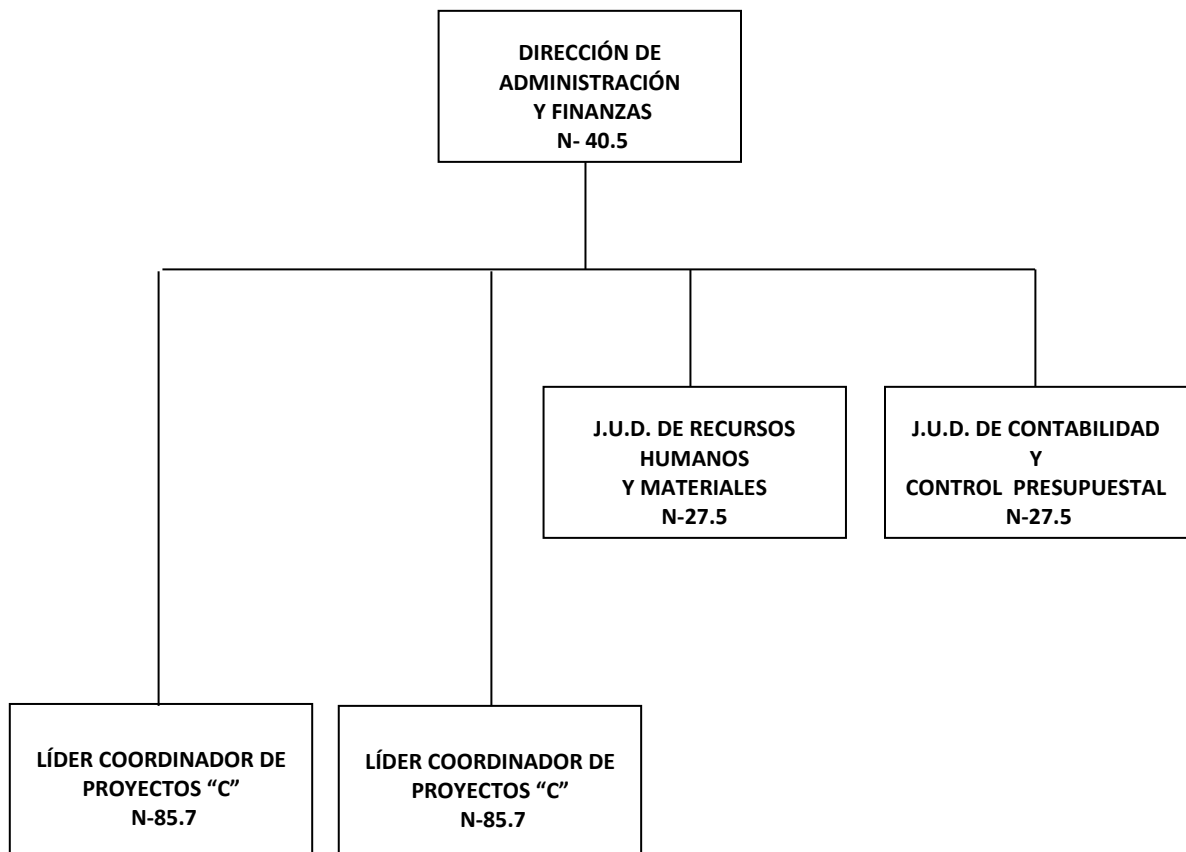 DIRECCIÓN DE
ADMINISTRACIÓN
Y FINANZAS
N- 40.5
J.U.D. DE RECURSOS
HUMANOS
Y MATERIALES
N-27.5
J.U.D. DE CONTABILIDAD
Y
CONTROL PRESUPUESTAL
N-27.5
LÍDER COORDINADOR DE
PROYECTOS “C”
N-85.7
LÍDER COORDINADOR DE
PROYECTOS “C”
N-85.7